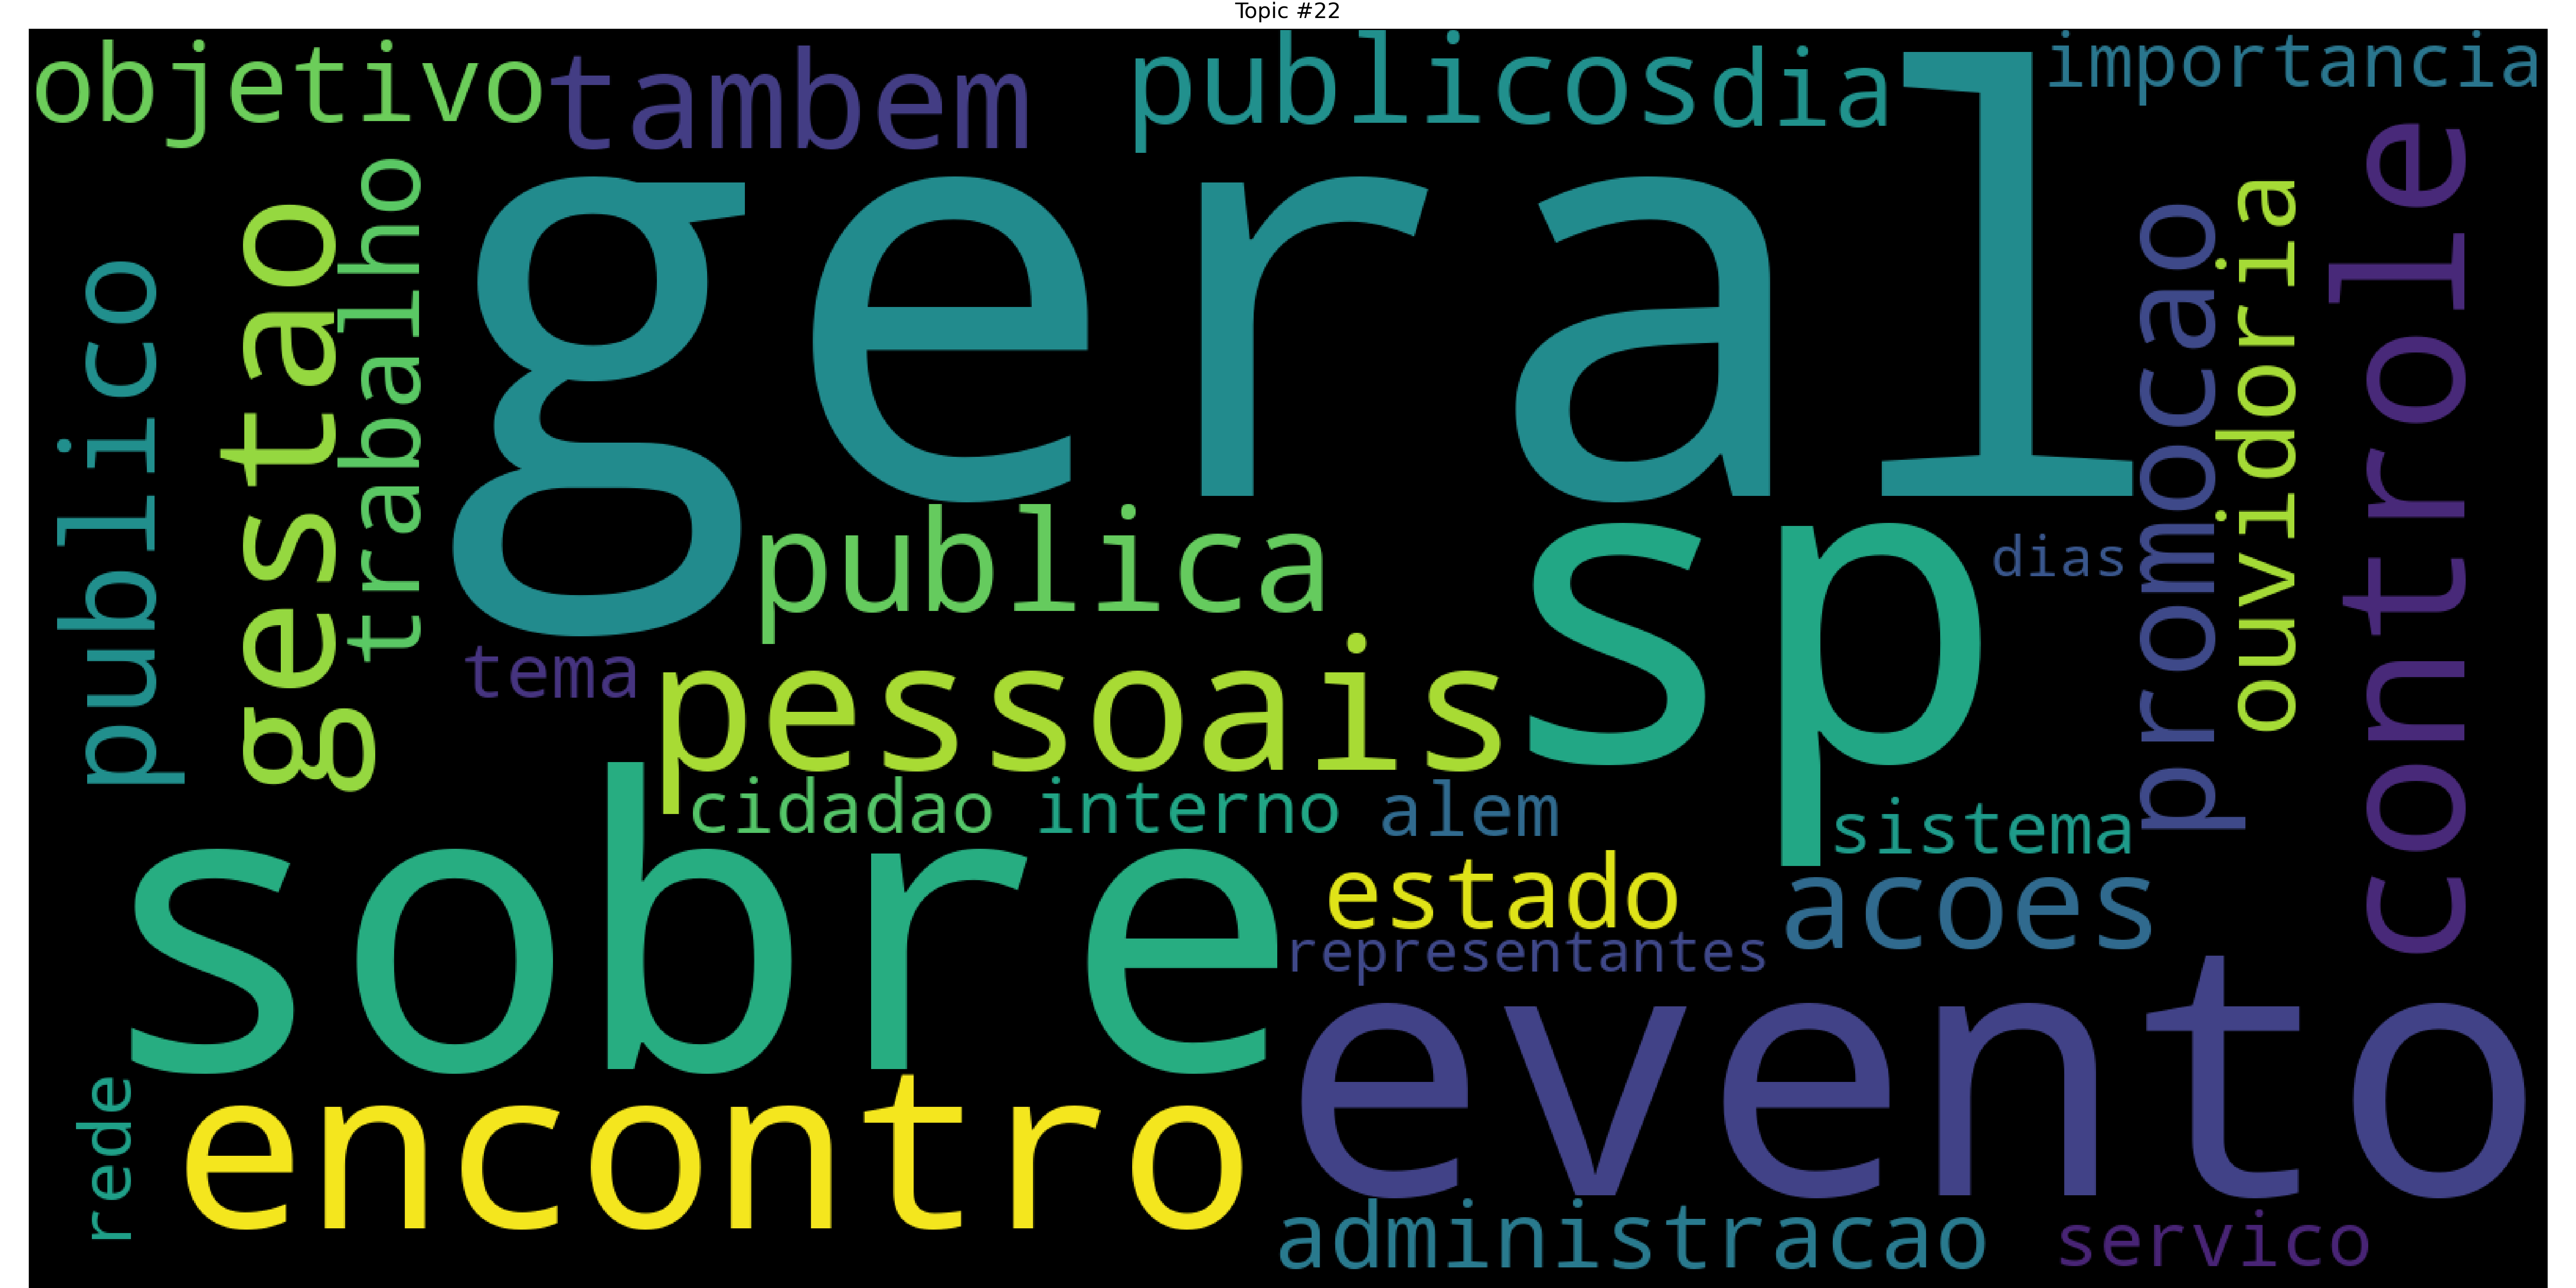 Topic #22
objetivo
tambem
publicos
dia
importancia
publico
gestao
trabalho
geral
promocao
ouvidoria
controle
publica
sp
dias
tema
pessoais
cidadao
interno
alem
sistema
sobre
estado
acoes
representantes
evento
rede
encontro
administracao
servico